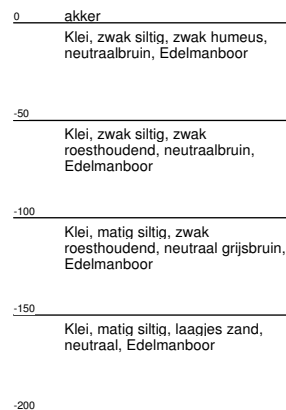 0 akker
Klei, zwak siltig, zwak humeus,
neutraalbruin, Edelmanboor
-50
Klei, zwak siltig, zwak
roesthoudend, neutraalbruin,
Edelmanboor
-100
Klei, matig siltig, zwak
roesthoudend, neutraal grijsbruin,
Edelmanboor
-150
Klei, matig siltig, laagjes zand,
neutraal, Edelmanboor
-200